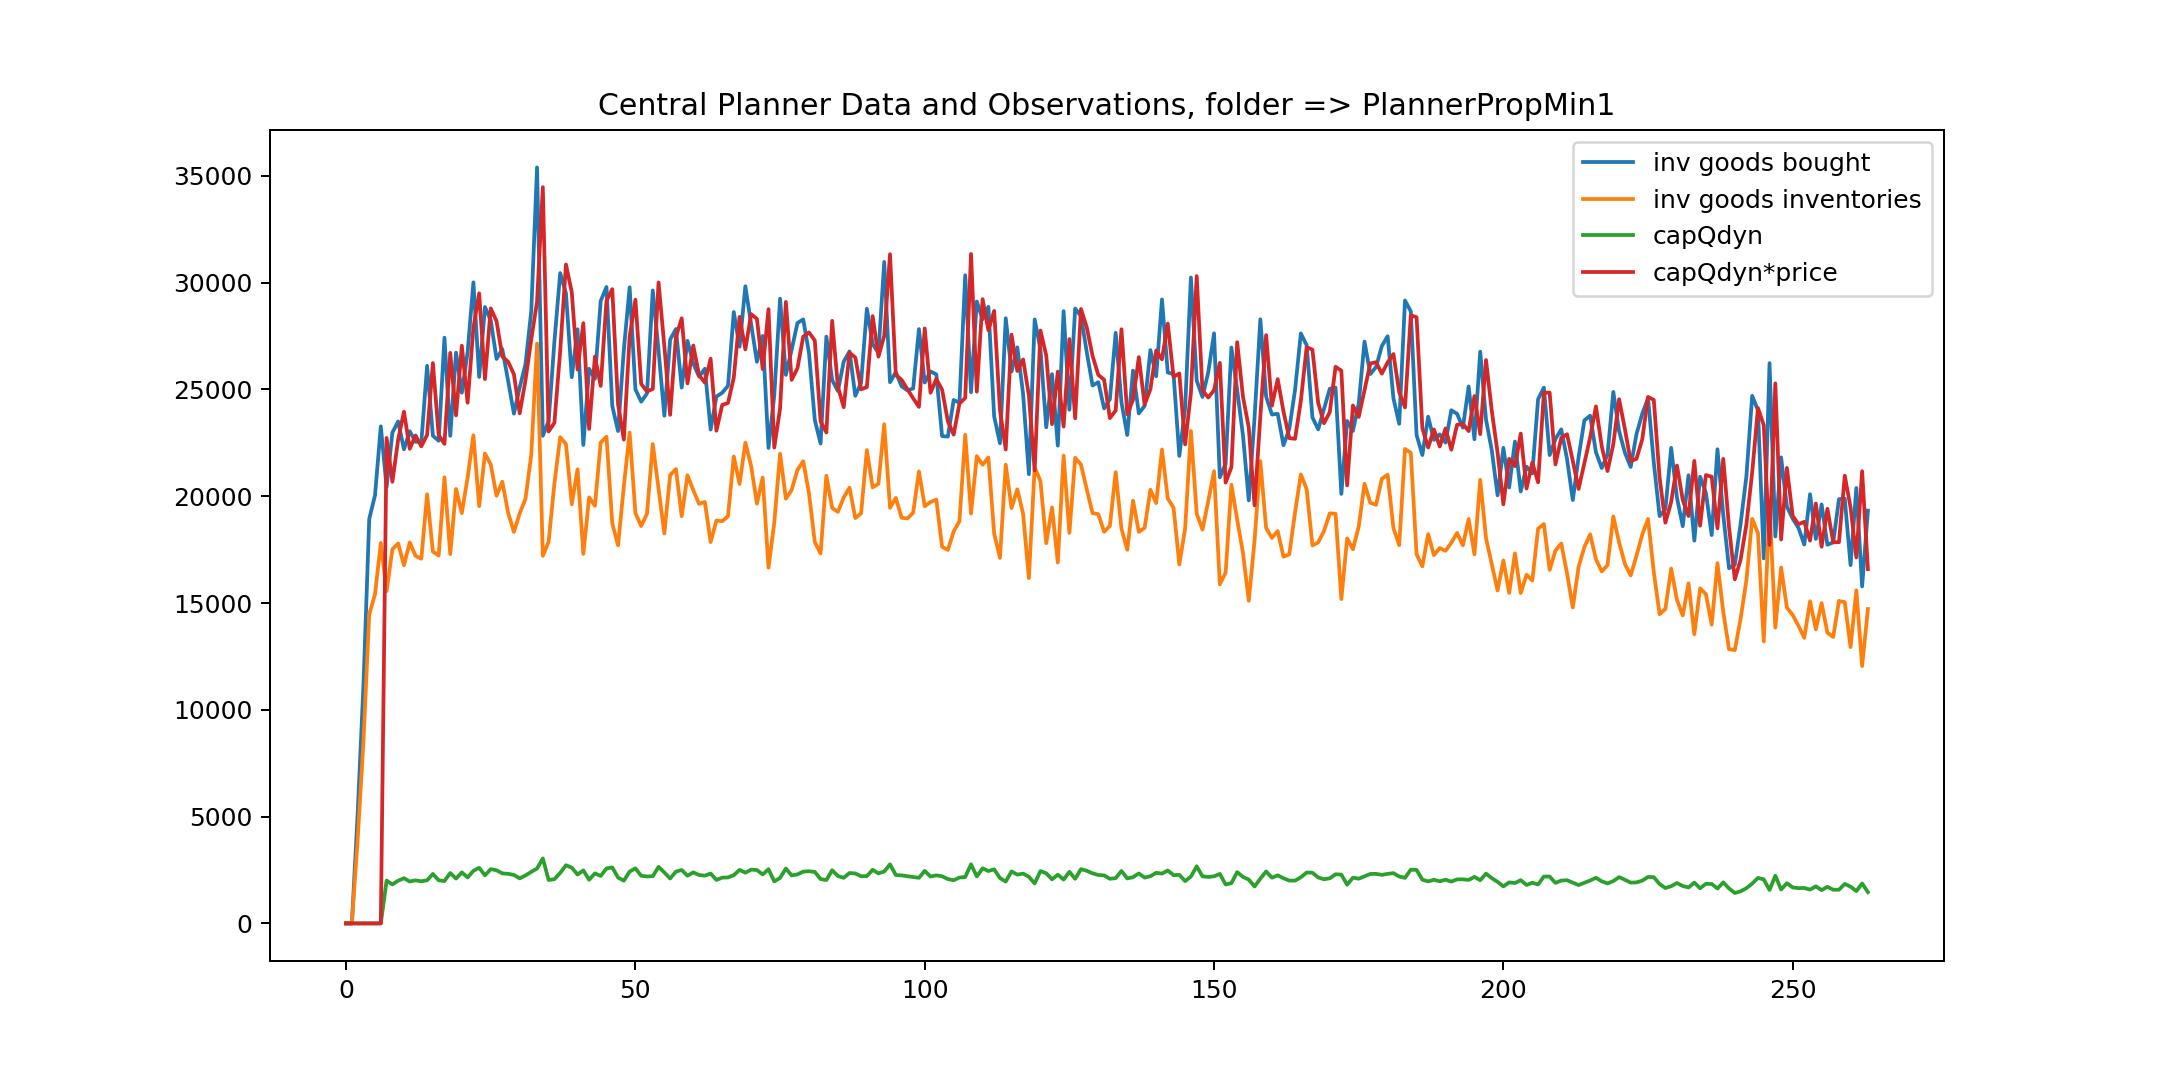 Central Planner Data and Observations, folder => PlannerPropMin1
35000
30000
25000
20000
15000
10000
5000
0
inv goods bought
inv goods inventories
capQdyn
capQdyn*price
0 50 100 150 200 250